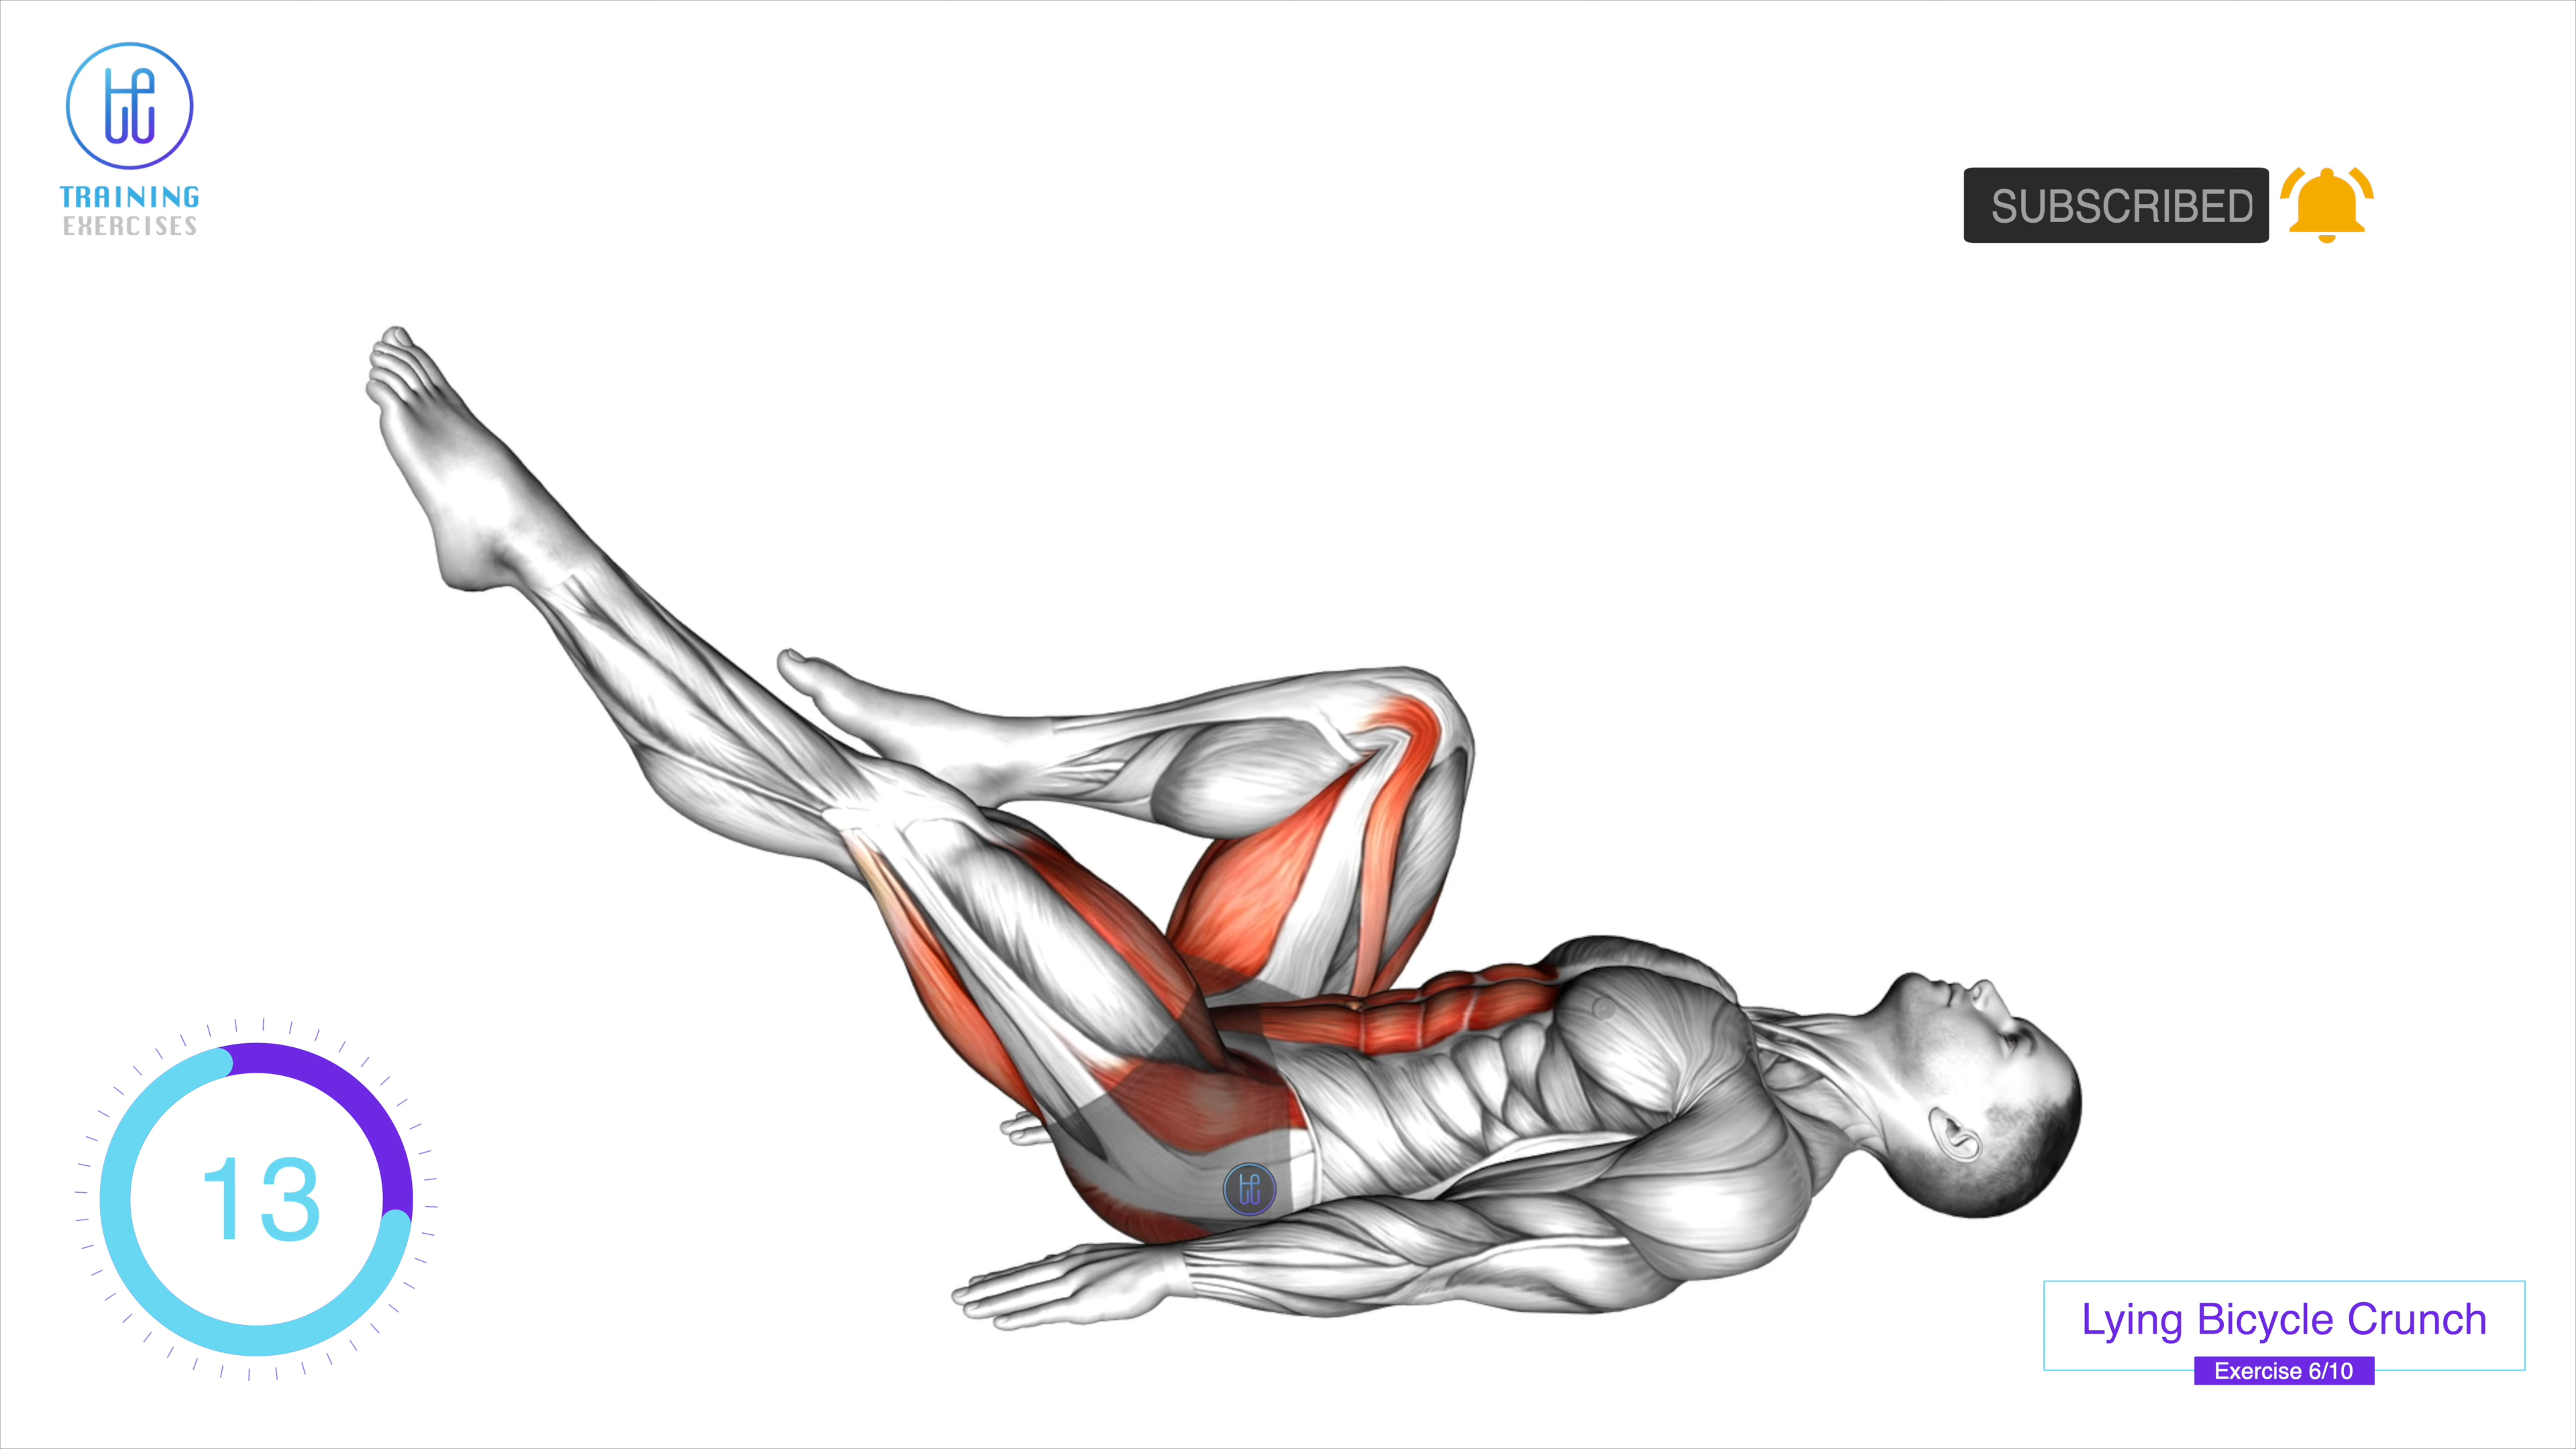 TRAINING
EXERCISES
SUBSCRIBED
13
Lying Bicycle Crunch
Exercise 6/10